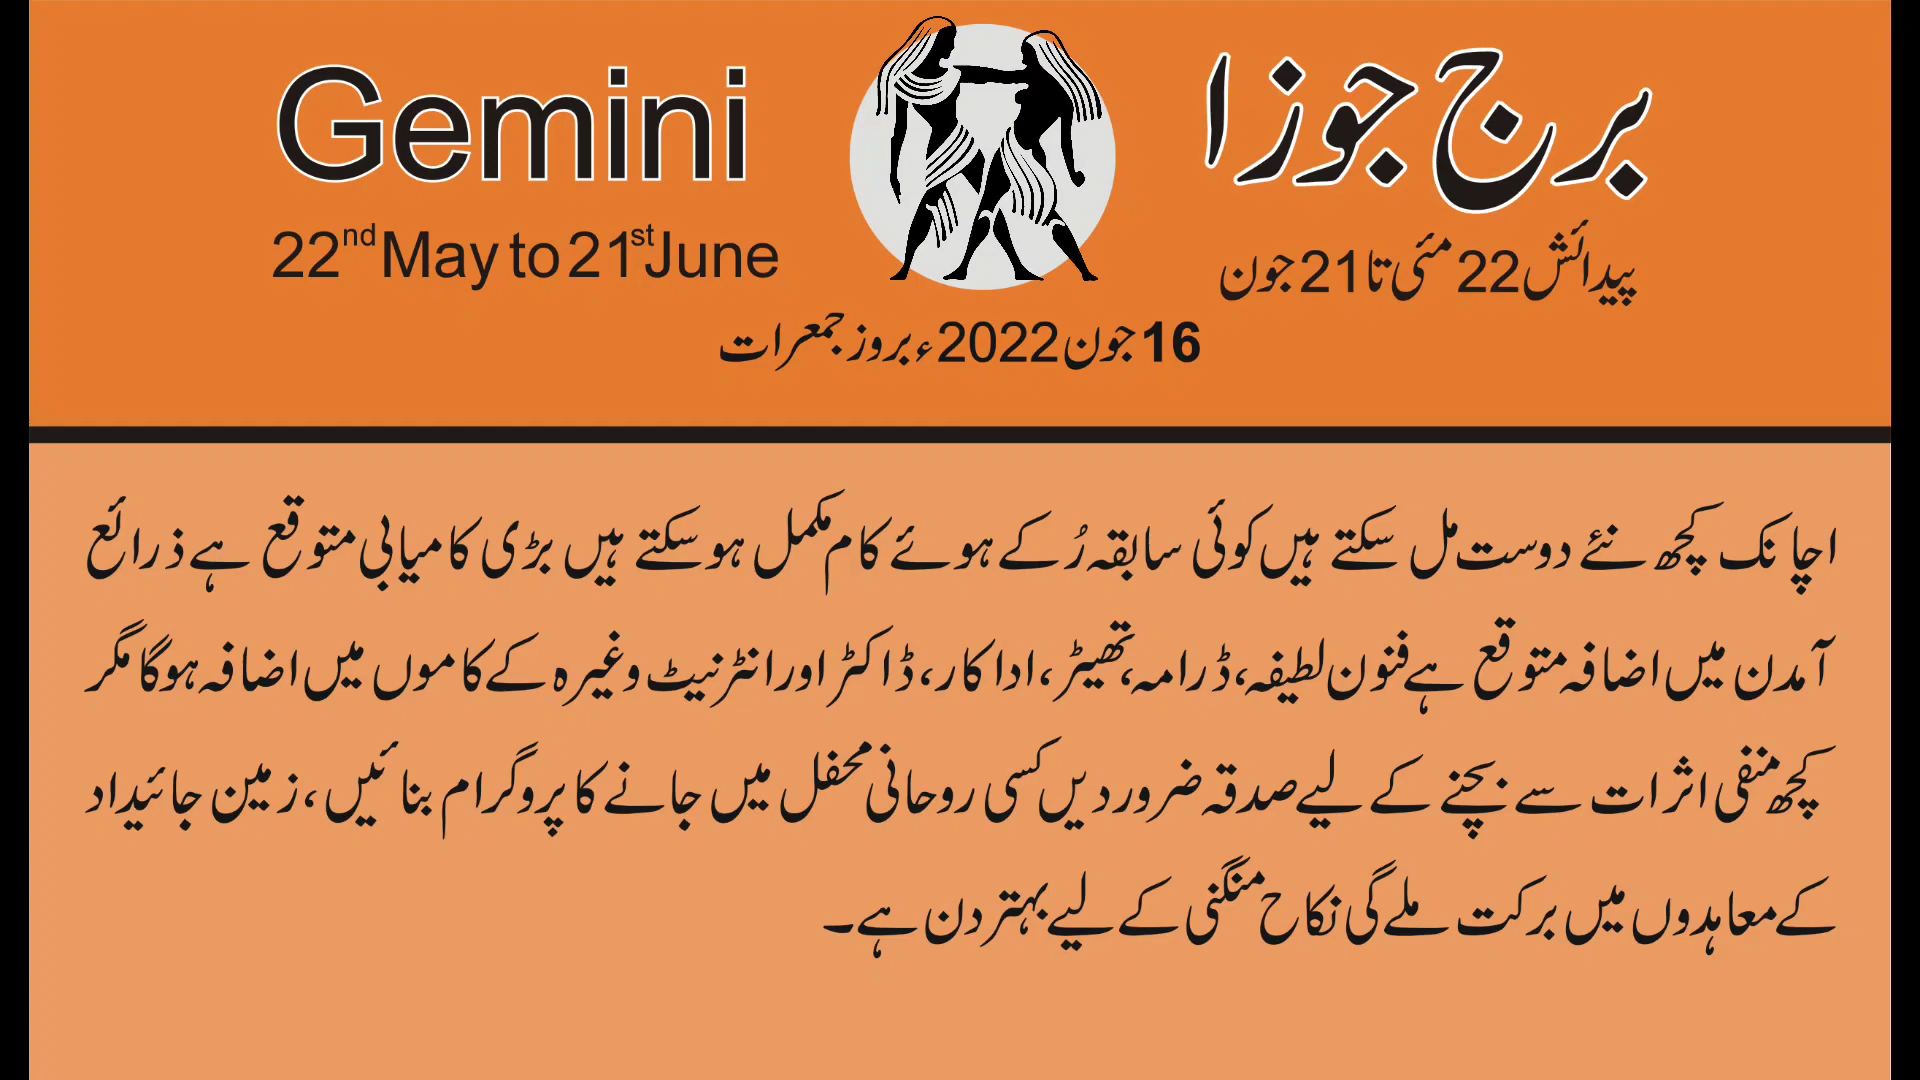 Gemini
برج جوزا
22nd May to 21st June
پیدائش 22 مئی تا 21 جون
16 جون 2022ء بروز جمعرات
اچانک کچھ نئے دوست مل سکتے ہیں کوئی سابقہ رُکے ہوئے کام مکمل ہوسکتے ہیں بڑی کامیابی متوقع ہے ذرائع
آمدن میں اضافہ متوقع ہے فنون لطیفہ، ڈرامہ، تھیٹر، اداکار، ڈاکٹر اور انٹرنیٹ وغیرہ کے کاموں میں اضافہ ہوگا مگر
کچھ منفی اثرات سے بچنے کے لیے صدقہ ضرور دیں کسی روحانی محفل میں جانے کا پروگرام بنائیں، زمین جائیداد
کے معاہدوں میں برکت ملے گی نکاح منگنی کے لیے بہتر دن ہے۔